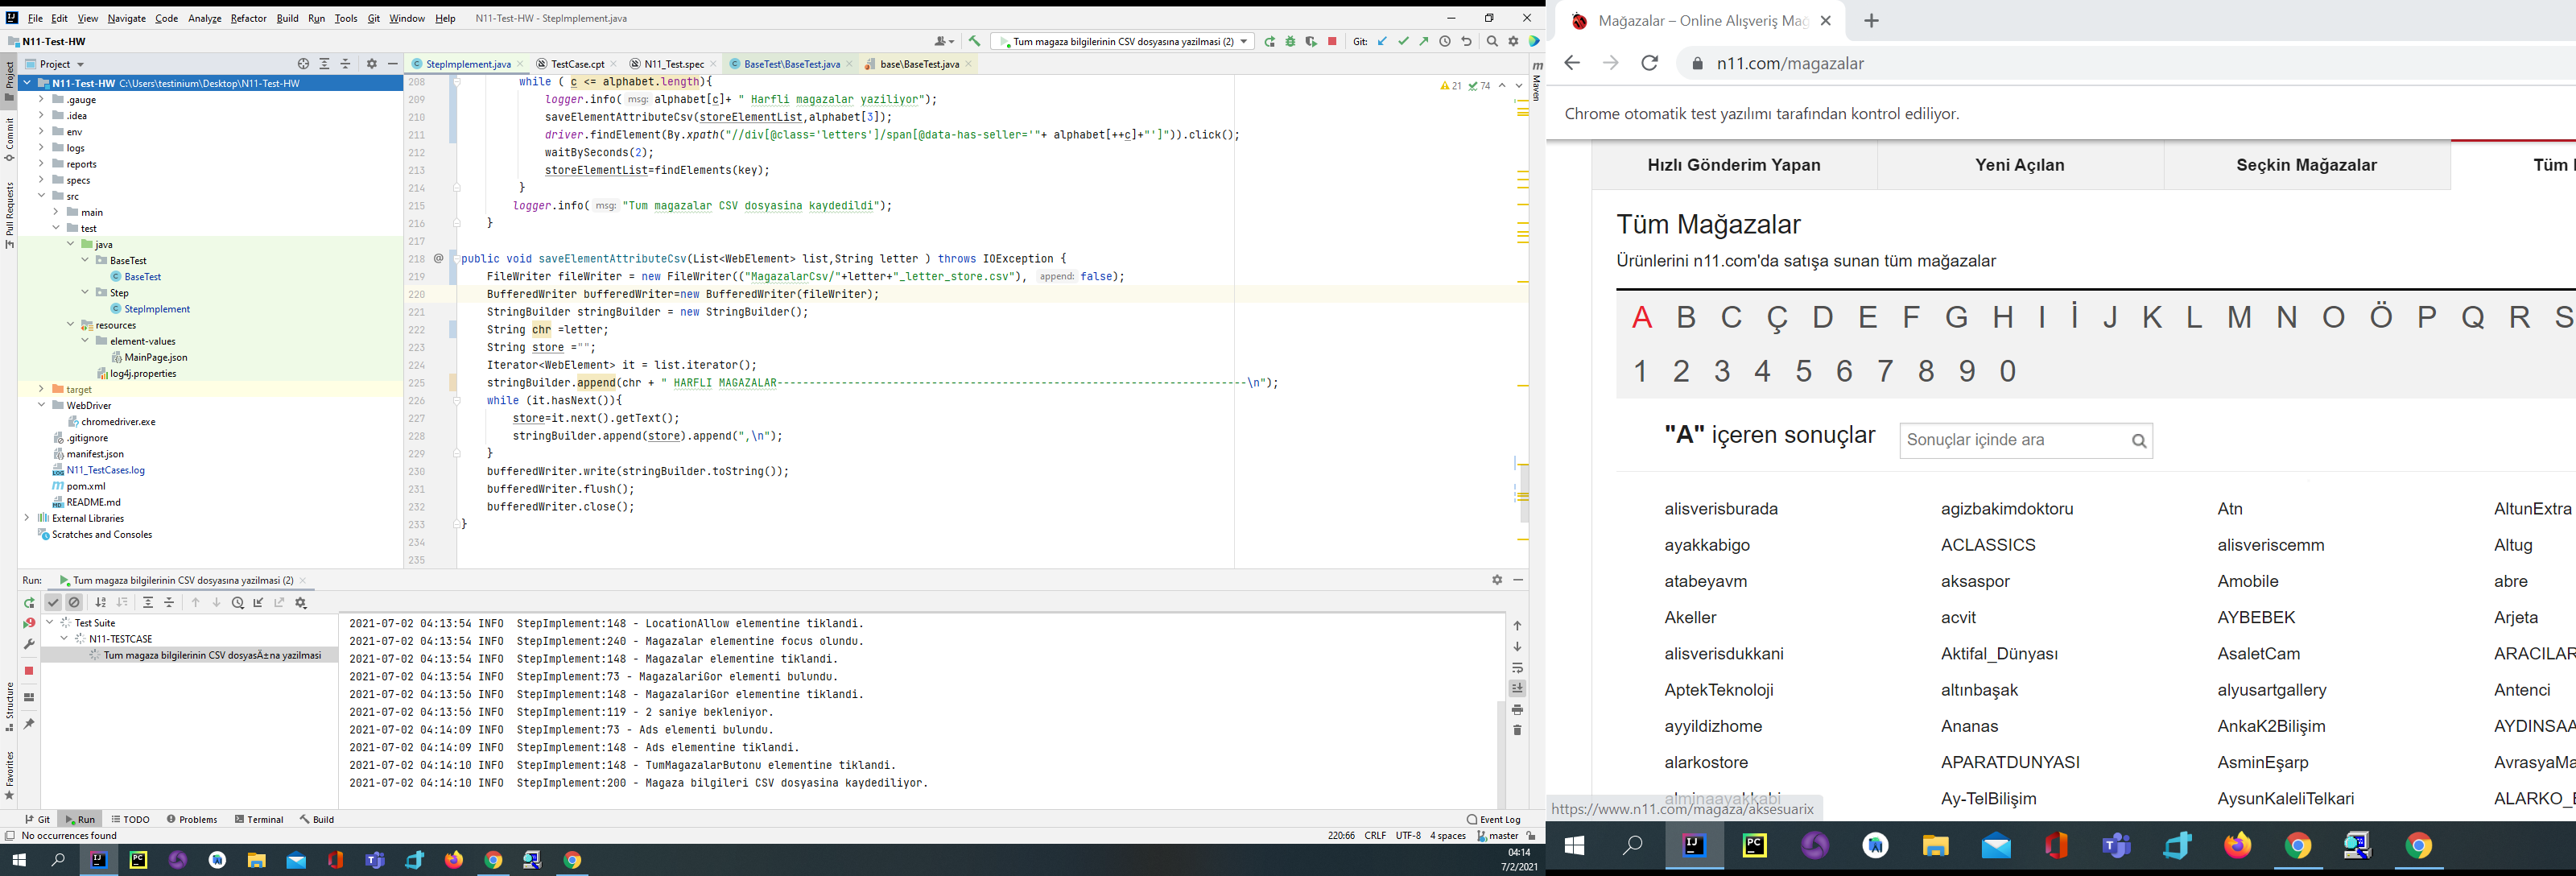 File Edit View Navigate Code Analyze Refactor Build Run Tools Git Window Help N11-Test-HW - StepImplement.java
N11-Test-HW
Tum magaza bilgilerinin CSV dosyasına yazilmasi (2)
Git:
Project
StepImplement.java
TestCase.cpt
N11_Test.spec
BaseTest\BaseTest.java
base\BaseTest.java
Project
Commit
Pull Requests
Structure
Favorites
Maven
N11-Test-HW C:\Users\testinium\Desktop\N11-Test-HW
.gauge
.idea
env
logs
reports
specs
src
main
test
java
BaseTest
BaseTest
Step
StepImplement
resources
element-values
MainPage.json
log4j.properties
target
WebDriver
chromedriver.exe
.gitignore
manifest.json
N11_TestCases.log
pom.xml
README.md
External Libraries
Scratches and Consoles
21 74
208 while ( c <= alphabet.length){
209 logger.info( msg: alphabet[c]+ " Harfli magazalar yaziliyor");
210 saveElementAttributeCsv(storeElementList,alphabet[3]);
211 driver.findElement(By.xpath("//div[@class='letters']/span[@data-has-seller='"+ alphabet[++c]+"']")).click();
212 waitBySeconds(2);
213 storeElementList=findElements(key);
214 }
215 logger.info( msg: "Tum magazalar CSV dosyasina kaydedildi");
216 }
217
218 @ public void saveElementAttributeCsv(List<WebElement> list,String letter ) throws IOException {
219 FileWriter fileWriter = new FileWriter(("MagazalarCsv/"+letter+"_letter_store.csv"), append: false);
220 BufferedWriter bufferedWriter=new BufferedWriter(fileWriter);
221 StringBuilder stringBuilder = new StringBuilder();
222 String chr =letter;
223 String store ="";
224 Iterator<WebElement> it = list.iterator();
225 stringBuilder.append(chr + " HARFLI MAGAZALAR-------------------------------------------------------------------------\n");
226 while (it.hasNext()){
227 store=it.next().getText();
228 stringBuilder.append(store).append(",\n");
229 }
230 bufferedWriter.write(stringBuilder.toString());
231 bufferedWriter.flush();
232 bufferedWriter.close();
233 }
234
235
Run: Tum magaza bilgilerinin CSV dosyasına yazilmasi (2)
Test Suite
N11-TESTCASE
Tum magaza bilgilerinin CSV dosyasÄ±na yazilmasi
2021-07-02 04:13:54 INFO StepImplement:148 - LocationAllow elementine tiklandi.
2021-07-02 04:13:54 INFO StepImplement:240 - Magazalar elementine focus olundu.
2021-07-02 04:13:54 INFO StepImplement:148 - Magazalar elementine tiklandi.
2021-07-02 04:13:54 INFO StepImplement:73 - MagazalariGor elementi bulundu.
2021-07-02 04:13:56 INFO StepImplement:148 - MagazalariGor elementine tiklandi.
2021-07-02 04:13:56 INFO StepImplement:119 - 2 saniye bekleniyor.
2021-07-02 04:14:09 INFO StepImplement:73 - Ads elementi bulundu.
2021-07-02 04:14:09 INFO StepImplement:148 - Ads elementine tiklandi.
2021-07-02 04:14:10 INFO StepImplement:148 - TumMagazalarButonu elementine tiklandi.
2021-07-02 04:14:10 INFO StepImplement:200 - Magaza bilgileri CSV dosyasina kaydediliyor.
Git Run TODO Problems Terminal Build Event Log
No occurrences found 220:66 CRLF UTF-8 4 spaces master
04:14
7/2/2021
Mağazalar – Online Alışveriş Mağ
n11.com/magazalar
Chrome otomatik test yazılımı tarafından kontrol ediliyor.
Hızlı Gönderim Yapan Yeni Açılan Seçkin Mağazalar Tüm
Tüm Mağazalar
Ürünlerini n11.com'da satışa sunan tüm mağazalar
A B C Ç D E F G H I İ J K L M N O Ö P Q R S
1 2 3 4 5 6 7 8 9 0
"A" içeren sonuçlar Sonuçlar içinde ara
alisverisburada agizbakimdoktoru Atn AltunExtra
ayakkabigo ACLASSICS alisveriscemm Altug
atabeyavm aksaspor Amobile abre
Akeller acvit AYBEBEK Arjeta
alisverisdukkani Aktifal_Dünyası AsaletCam ARACILAR
AptekTeknoloji altınbaşak alyusartgallery Antenci
ayyildizhome Ananas AnkaK2Bilişim AYDINSAA
alarkostore APARATDUNYASI AsminEşarp AvrasyaMa
alminaayakkabi Ay-TelBilişim AysunKaleliTelkari ALARKO_E
https://www.n11.com/magaza/aksesuarix